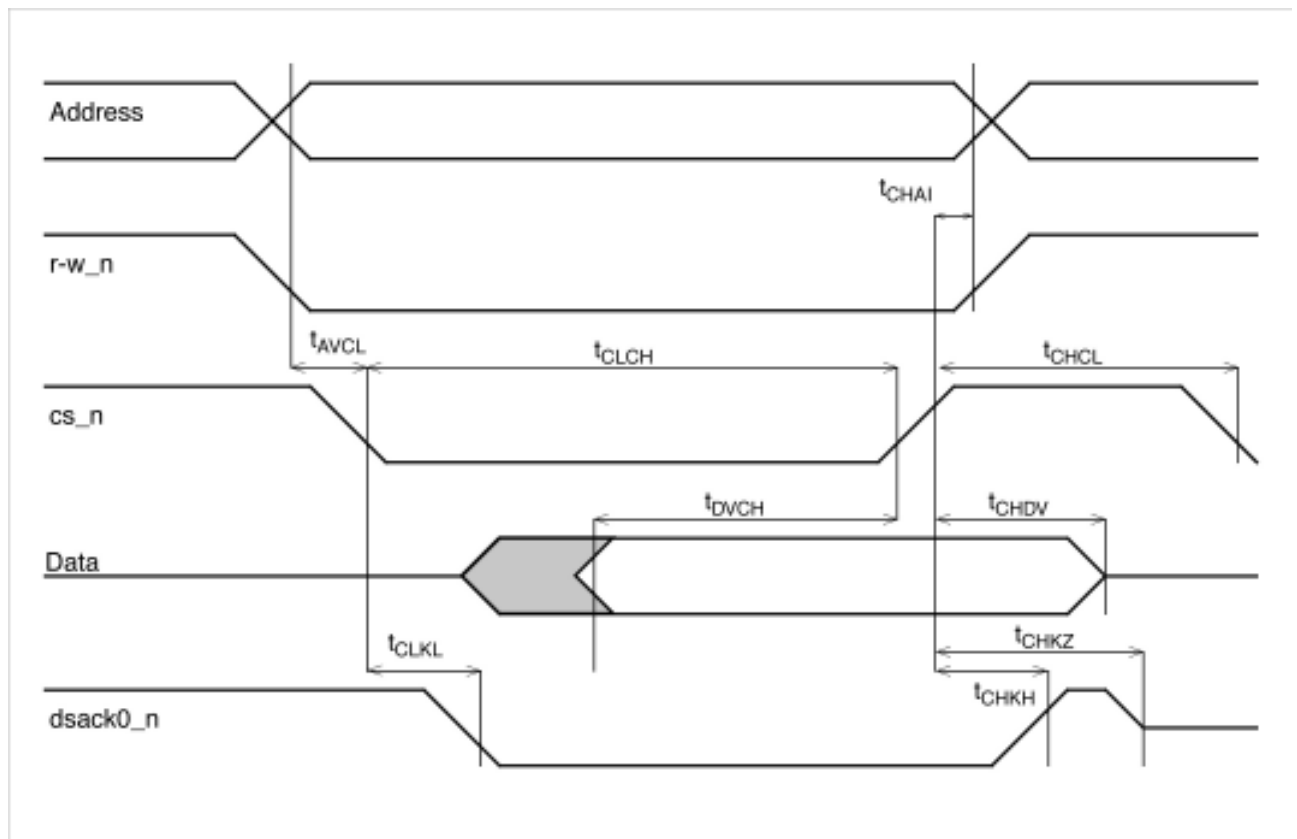 Address
tCHAI
r-w_n
tAVCL
tCLCH
tCHCL
cs_n
tDVCH
tCHDV
Data
tCLKL
tCHKZ
tCHKH
dsack0_n